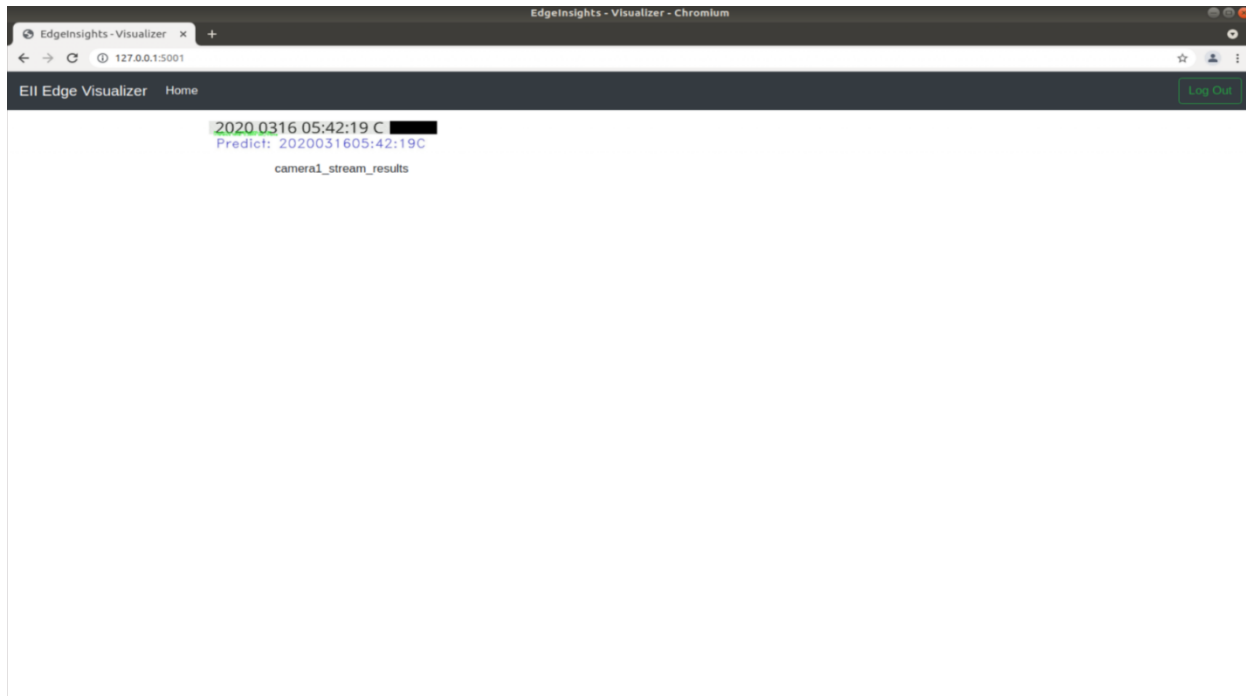 EdgeInsights - Visualizer - Chromium
EdgeInsights - Visualizer
127.0.0.1:5001
EII Edge Visualizer Home Log Out
2020 0316 05:42:19 C
Predict: 2020031605:42:19C
camera1_stream_results